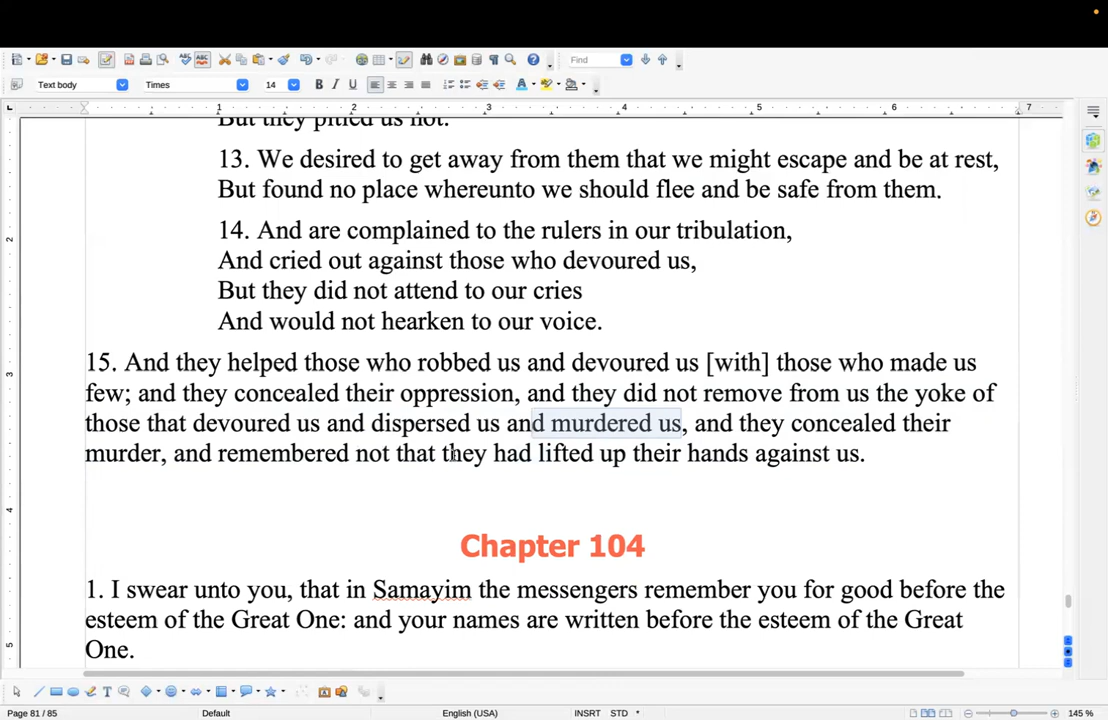 Find
Text body
Times
14
1 2 3 4 5 6 7
But they pitied us not.
13. We desired to get away from them that we might escape and be at rest,
But found no place whereunto we should flee and be safe from them.
14. And are complained to the rulers in our tribulation,
And cried out against those who devoured us,
But they did not attend to our cries
And would not hearken to our voice.
15. And they helped those who robbed us and devoured us [with] those who made us
few; and they concealed their oppression, and they did not remove from us the yoke of
those that devoured us and dispersed us and murdered us, and they concealed their
murder, and remembered not that they had lifted up their hands against us.
Chapter 104
1. I swear unto you, that in Samayim the messengers remember you for good before the
esteem of the Great One: and your names are written before the esteem of the Great
One.
Page 81 / 85 Default English (USA) INSRT STD * 145 %